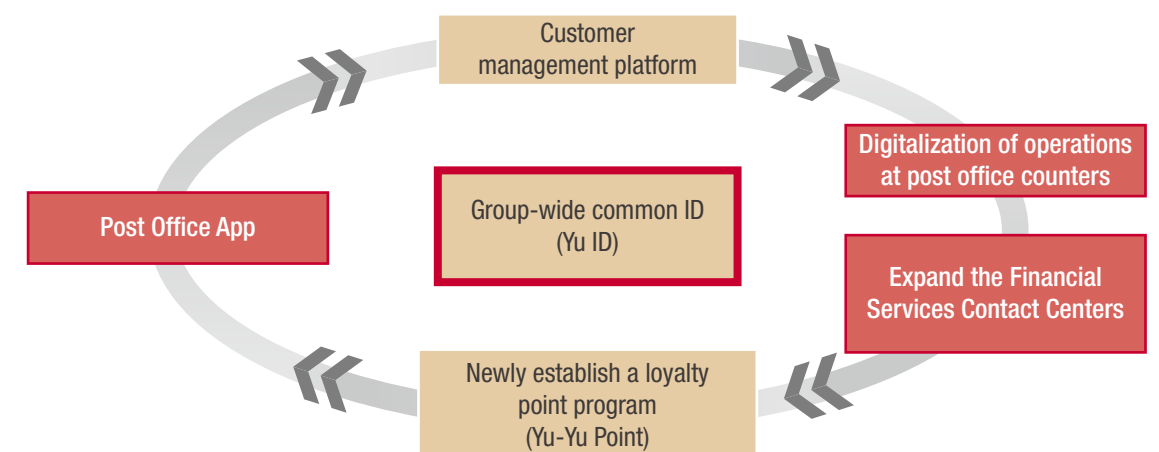 Customer
management platform
Digitalization of operations
at post office counters
Group-wide common ID
(Yu ID)
Post Office App
Expand the Financial
Services Contact Centers
Newly establish a loyalty
point program
(Yu-Yu Point)